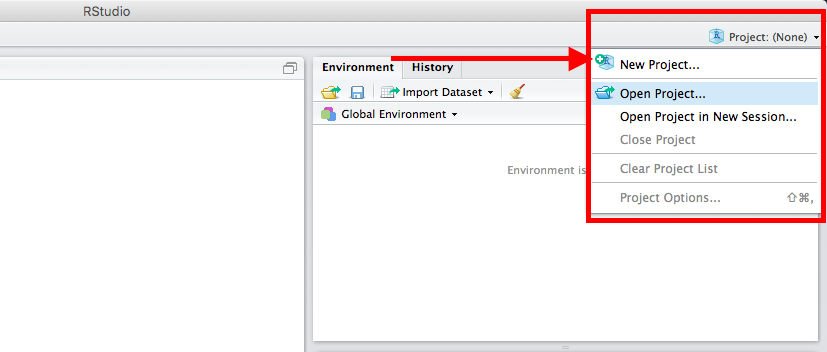 RStudio
Project: (None)
Environment History
New Project...
Import Dataset
Open Project...
Global Environment
Open Project in New Session...
Close Project
Environment is
Clear Project List
Project Options... ⇧⌘,